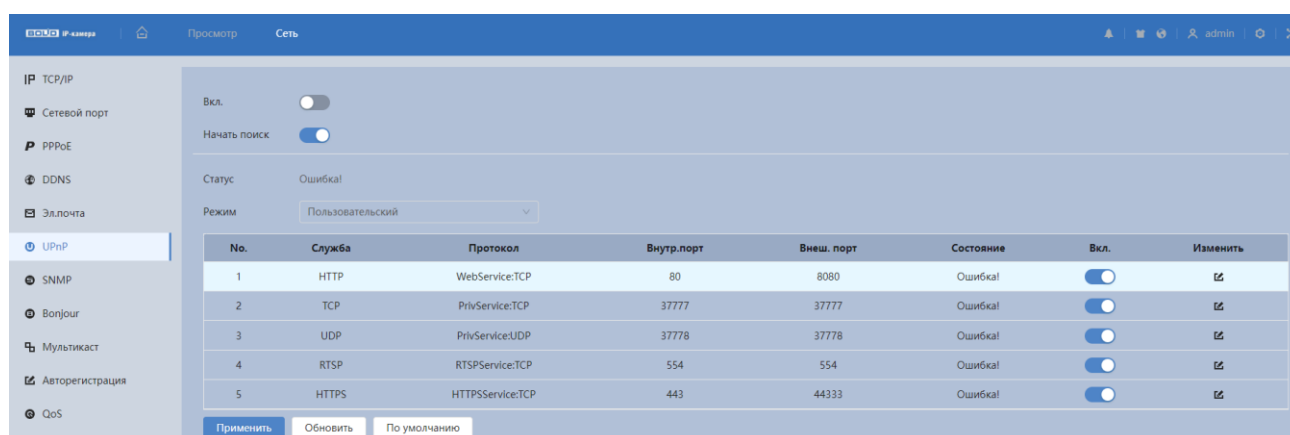 BOLID IP-камера Просмотр Сеть admin
IP TCP/IP
Сетевой порт
P PPPoE
DDNS
Эл.почта
UPnP
SNMP
Bonjour
Мультикаст
Авторегистрация
QoS
Вкл.
Начать поиск
Статус Ошибка!
Режим Пользовательский
No. Служба Протокол Внутр.порт Внеш. порт Состояние Вкл. Изменить
1 HTTP WebService:TCP 80 8080 Ошибка!
2 TCP PrivService:TCP 37777 37777 Ошибка!
3 UDP PrivService:UDP 37778 37778 Ошибка!
4 RTSP RTSPService:TCP 554 554 Ошибка!
5 HTTPS HTTPSService:TCP 443 44333 Ошибка!
Применить Обновить По умолчанию